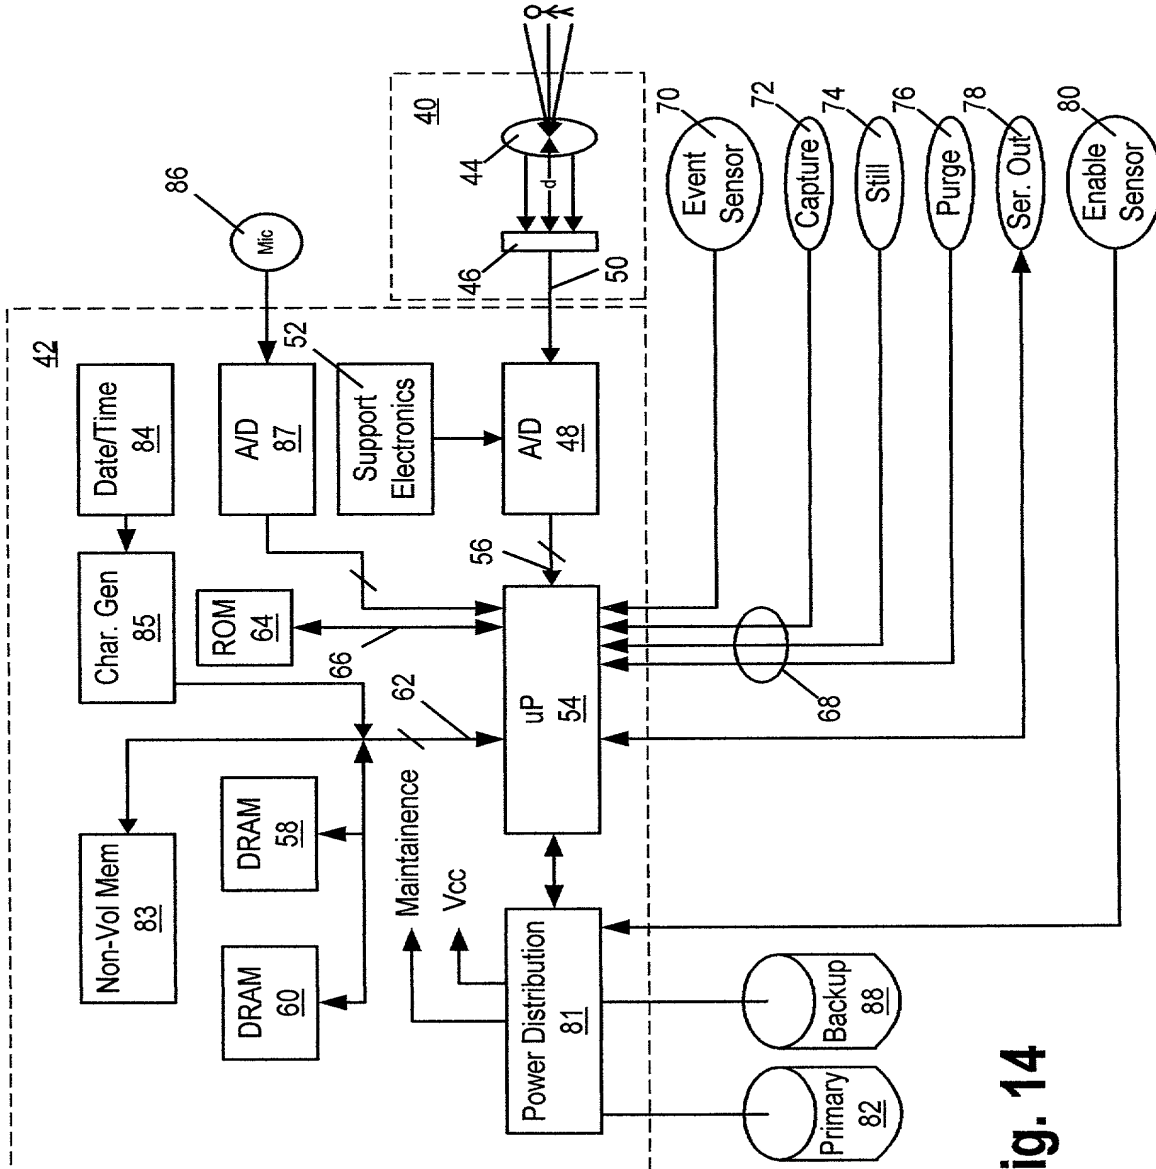 86
40
44
d
46
50
Mic
42
Date/Time
84
A/D
87
52
Support
Electronics
A/D
48
Char. Gen
85
ROM
64
66
56
62
uP
54
Non-Vol Mem
83
DRAM
58
DRAM
60
Maintainence
Vcc
Power Distribution
81
Event
Sensor
70
Capture
72
Still
74
Purge
76
Ser. Out
78
Enable
Sensor
80
68
Primary
82
Backup
88
ig. 14